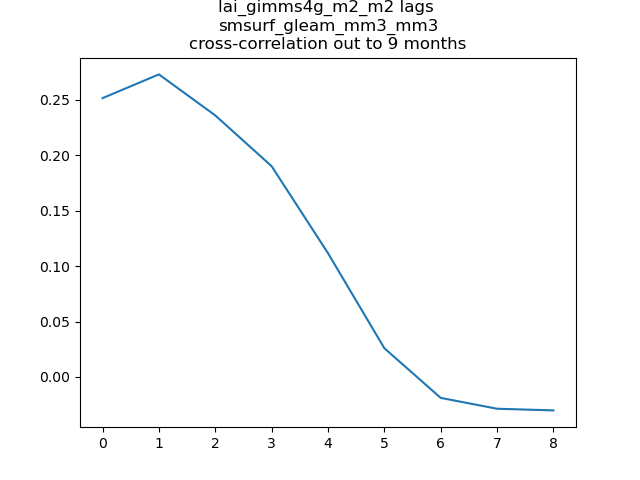 lai_gimms4g_m2_m2 lags
smsurf_gleam_mm3_mm3
cross-correlation out to 9 months
0.25
0.20
0.15
0.10
0.05
0.00
0 1 2 3 4 5 6 7 8